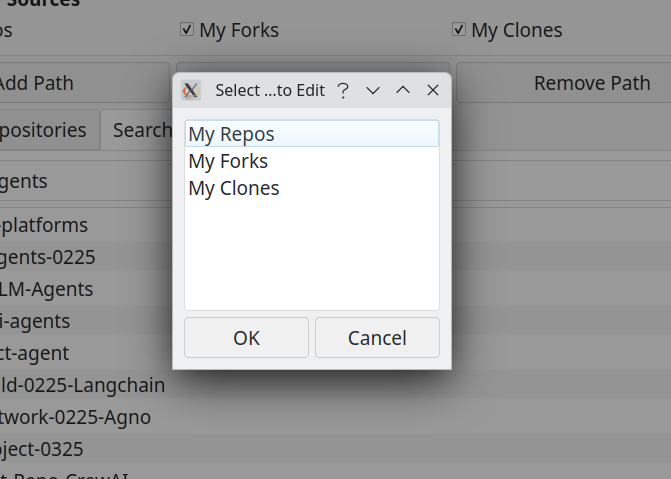 Sources
os
My Forks
My Clones
Add Path
Remove Path
positories
Search
gents
Select ...to Edit
My Repos
My Forks
My Clones
OK
Cancel
-platforms
gents-0225
LM-Agents
i-agents
ct-agent
ld-0225-Langchain
twork-0225-Agno
oject-0325
t-Repo-CrewAI